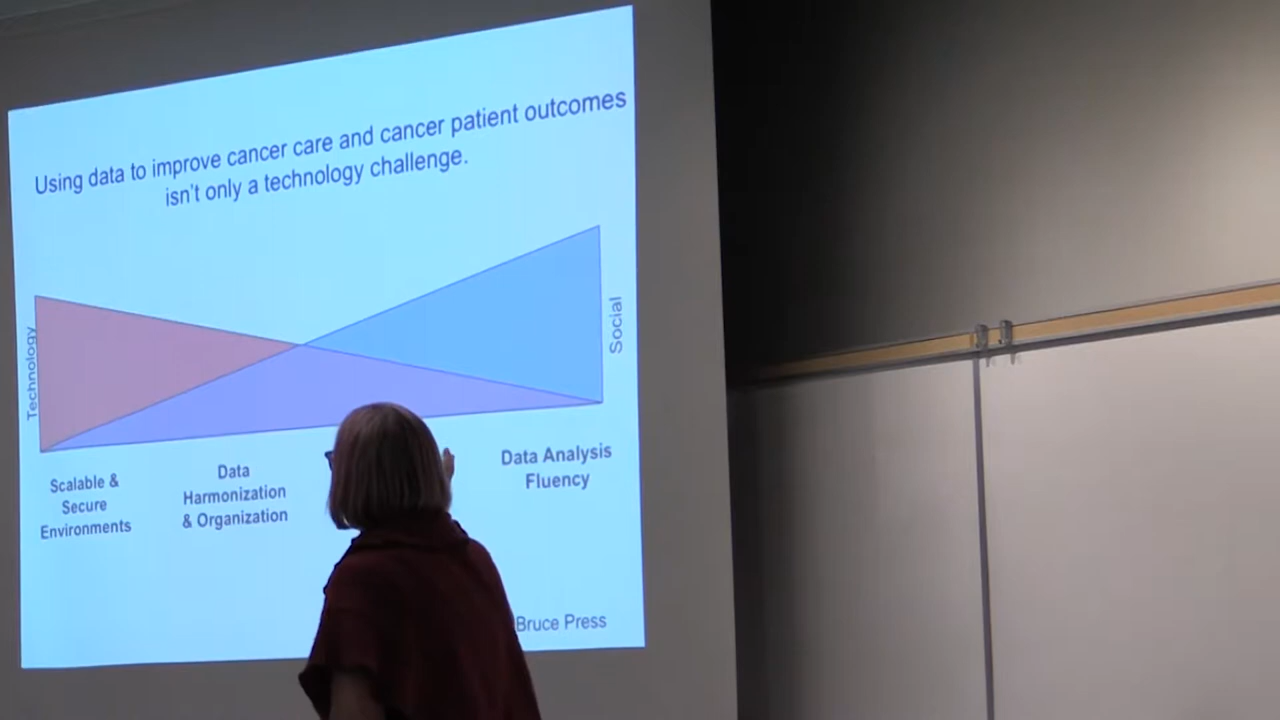 Using data to improve cancer care and cancer patient outcomes
isn't only a technology challenge.
Technology
Social
Scalable &
Secure
Environments
Data
Harmonization
& Organization
Data Analysis
Fluency
Bruce Press